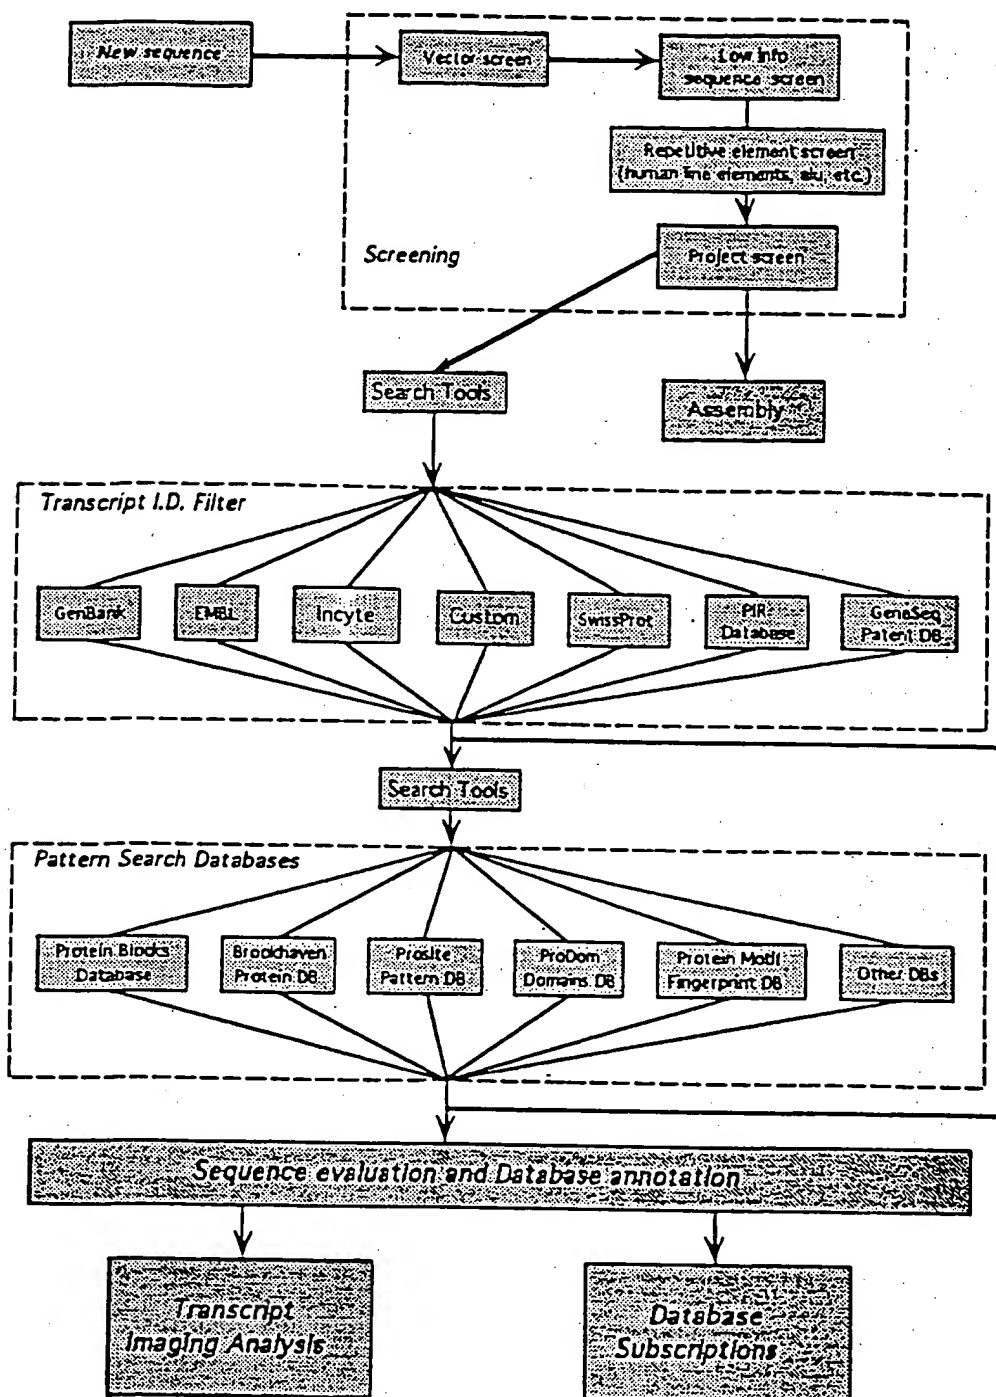 New sequence
Vector screen
Low info
sequence screen
Repetitive element screen
(human line elements, alu, etc.)
Screening
Project screen
Search Tools
Assembly
Transcript I.D. Filter
GenBank
EMBL
Incyte
Custom
SwissProt
PIR
Database
GeneSeq
Patent DB
Search Tools
Pattern Search Databases
Protein Blocks
Database
Brookhaven
Protein DB
Prosite
Pattern DB
ProDom
Domains DB
Protein Motif
Fingerprint DB
Other DBs
Sequence evaluation and Database annotation
Transcript
Imaging Analysis
Database
Subscriptions